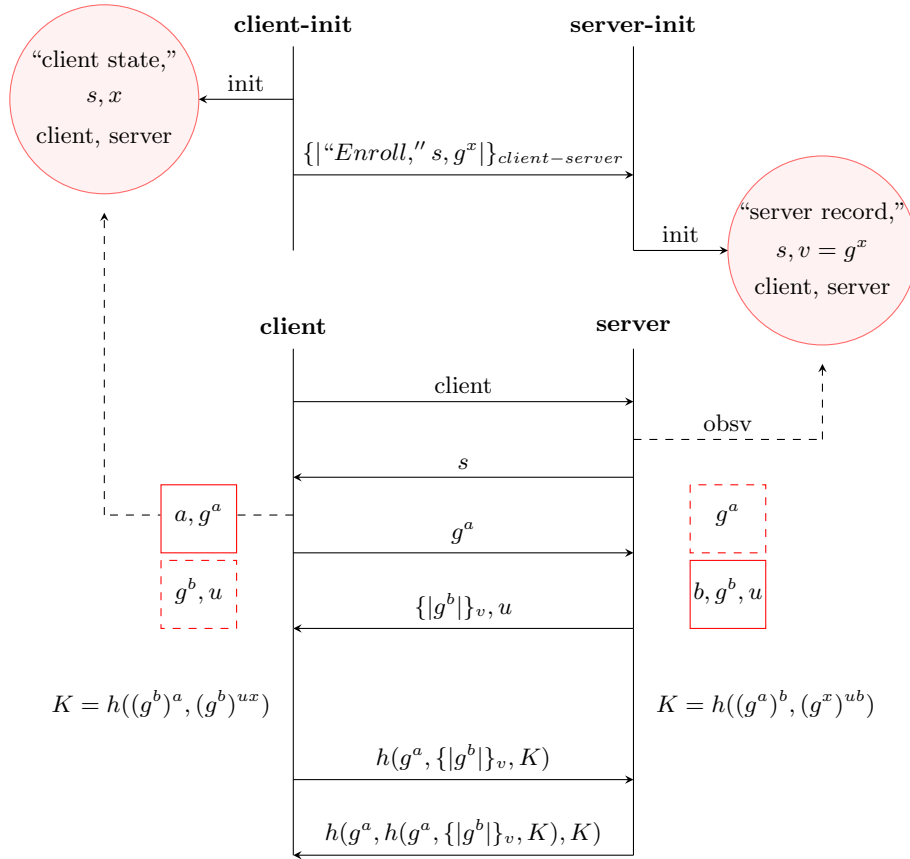 client-init
server-init
“client state,”
s, x
client, server
init
{|“Enroll,” s, g^x|}_{client−server}
“server record,”
s, v = g^x
client, server
init
client
server
client
obsv
s
a, g^a
g^a
g^a
g^b, u
b, g^b, u
{|g^b|}_v, u
K = h((g^b)^a, (g^b)^{ux})
K = h((g^a)^b, (g^x)^{ub})
h(g^a, {|g^b|}_v, K)
h(g^a, h(g^a, {|g^b|}_v, K), K)